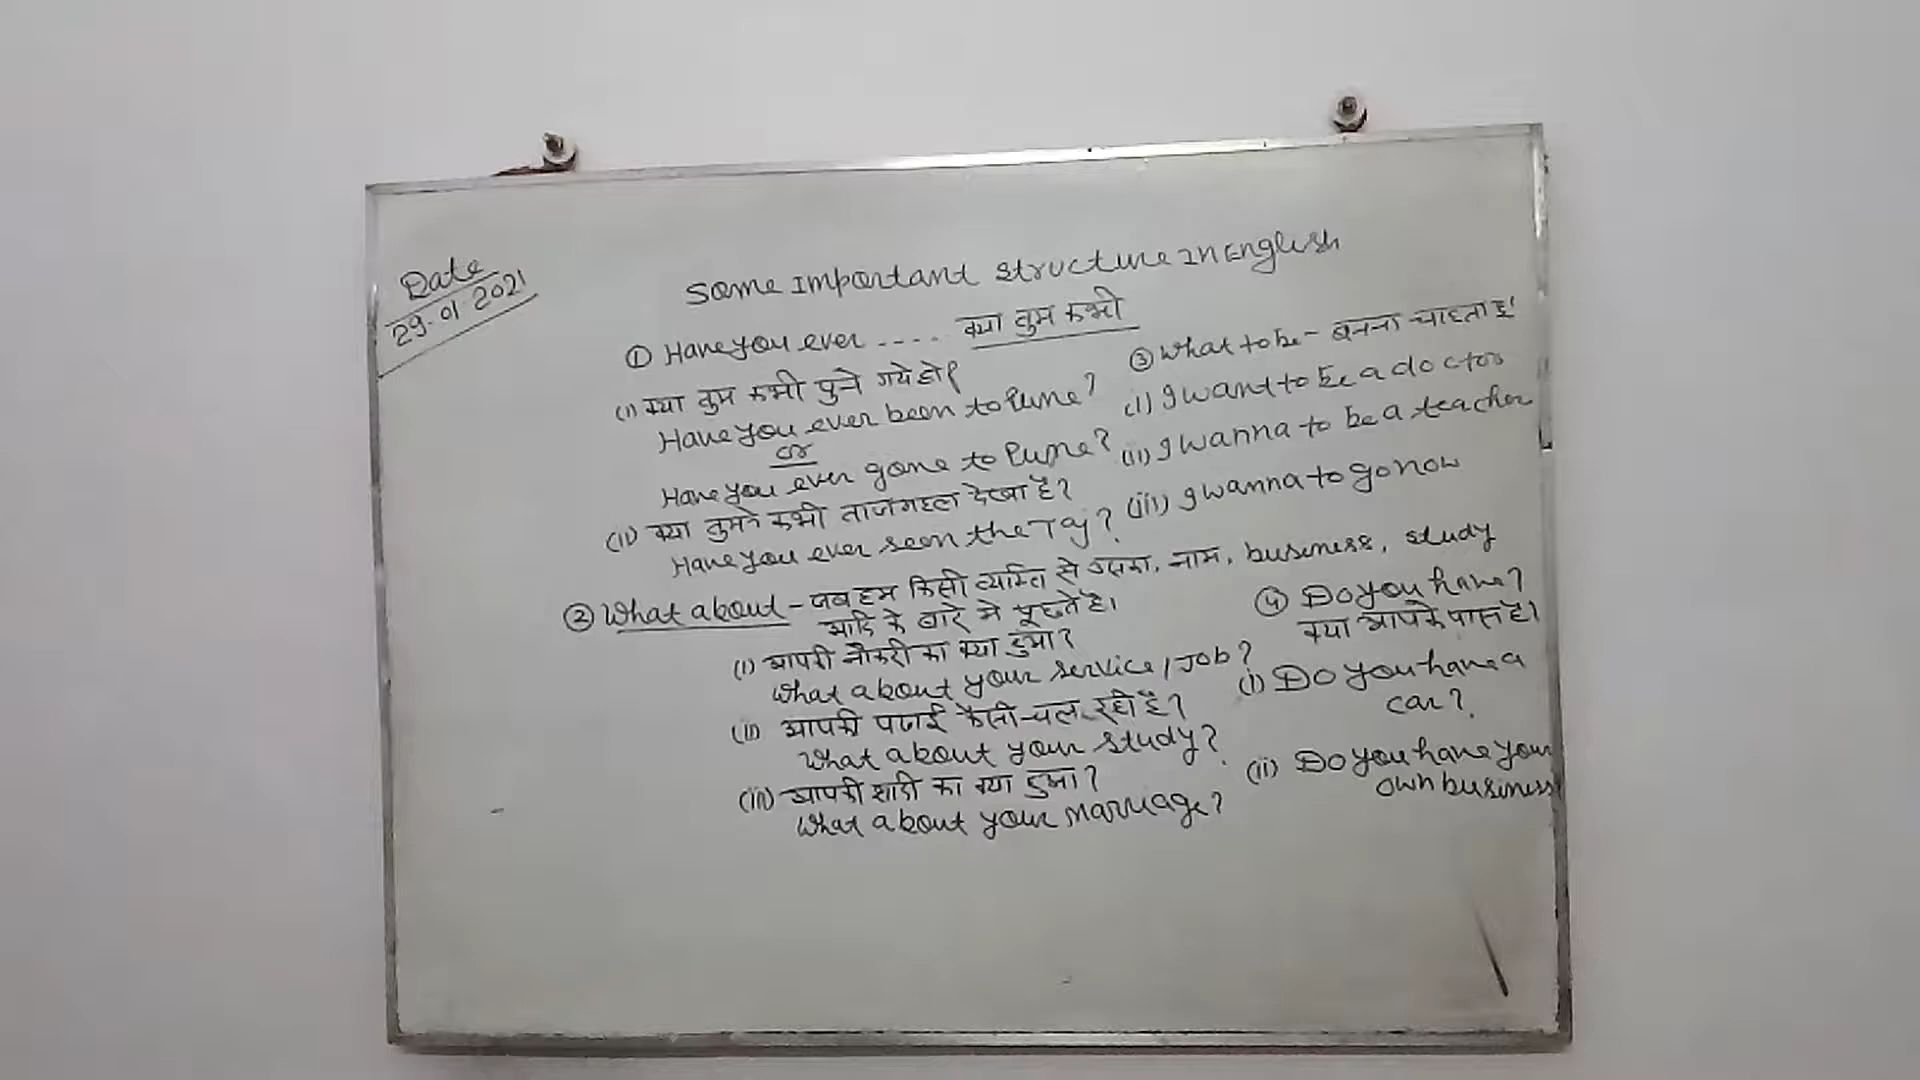 Date
29.01.2021
Some Important structure In English
① Have you ever .... क्या तुम कभी
(i) क्या तुम कभी पुने गये हो?
Have you ever been to Pune?
or
Have you ever gone to Pune?
(ii) क्या तुमने कभी ताजमहल देखा है?
Have you ever seen the Taj?
③ What to be - बनना चाहता हूं
(i) I want to be a doctor
(ii) I wanna to be a teacher
(iii) I wanna to go now
② What about - जब हम किसी व्यक्ति से उसका, नाम, business, study
आदि के बारे मे पूछते है।
(i) आपकी नौकरी का क्या हुआ?
What about your service / Job?
(ii) आपकी पढाई कैसी चल रही है?
What about your study?
(iii) आपकी शादी का क्या हुआ?
What about your marruage?
④ Do you have?
क्या आपके पास है।
(i) Do you have a
car?
(ii) Do you have your
own business